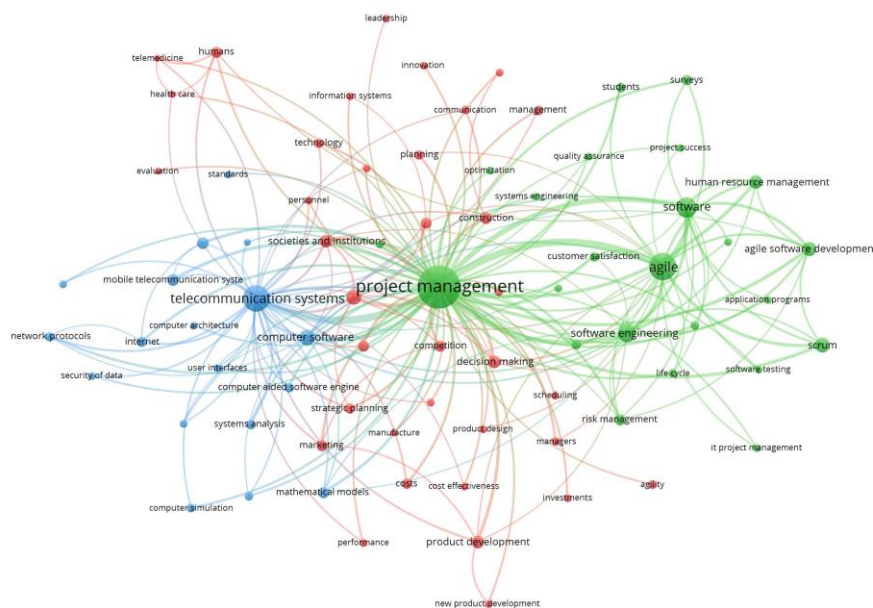 leadership
humans
telemedicine
innovation
health care
information systems
students
surveys
communication
management
technology
planning
quality assurance
project success
evaluation
standards
optimization
human resource management
personnel
systems engineering
software
construction
societies and institutions
customer satisfaction
agile software developmen
agile
mobile telecommunication syste
project management
telecommunication systems
application programs
computer architecture
network protocols
internet
computer software
software engineering
competition
scrum
decision making
user interfaces
security of data
life cycle
software testing
computer aided software engine
scheduling
strategic planning
risk management
systems analysis
manufacture
product design
marketing
managers
it project management
costs
cost effectiveness
agility
mathematical models
investments
computer simulation
performance
product development
new product development